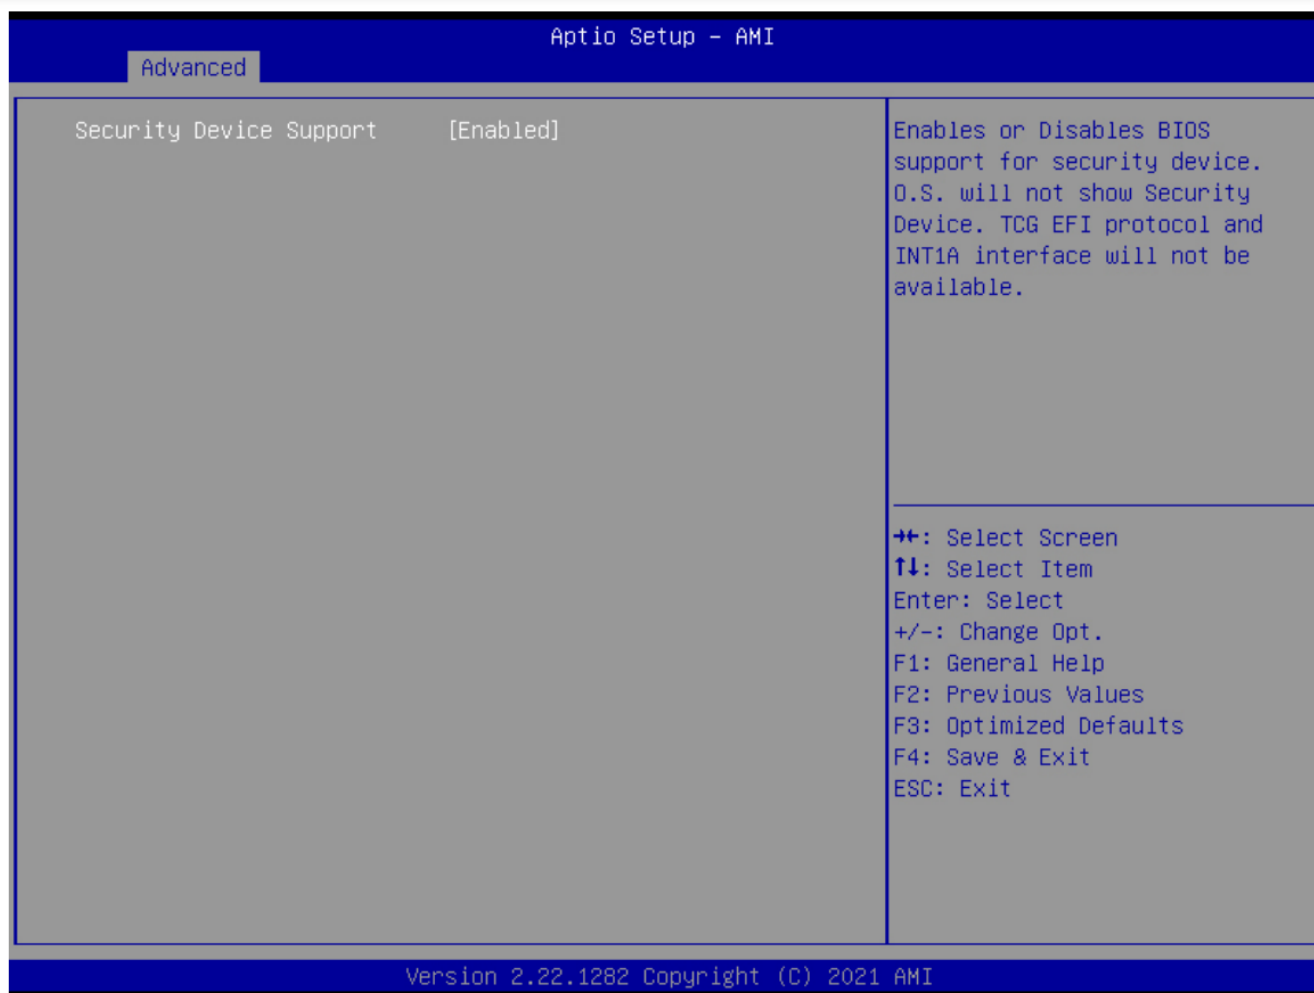 Aptio Setup – AMI
Advanced
Security Device Support [Enabled]
Enables or Disables BIOS
support for security device.
O.S. will not show Security
Device. TCG EFI protocol and
INT1A interface will not be
available.
→←: Select Screen
↑↓: Select Item
Enter: Select
+/-: Change Opt.
F1: General Help
F2: Previous Values
F3: Optimized Defaults
F4: Save & Exit
ESC: Exit
Version 2.22.1282 Copyright (C) 2021 AMI